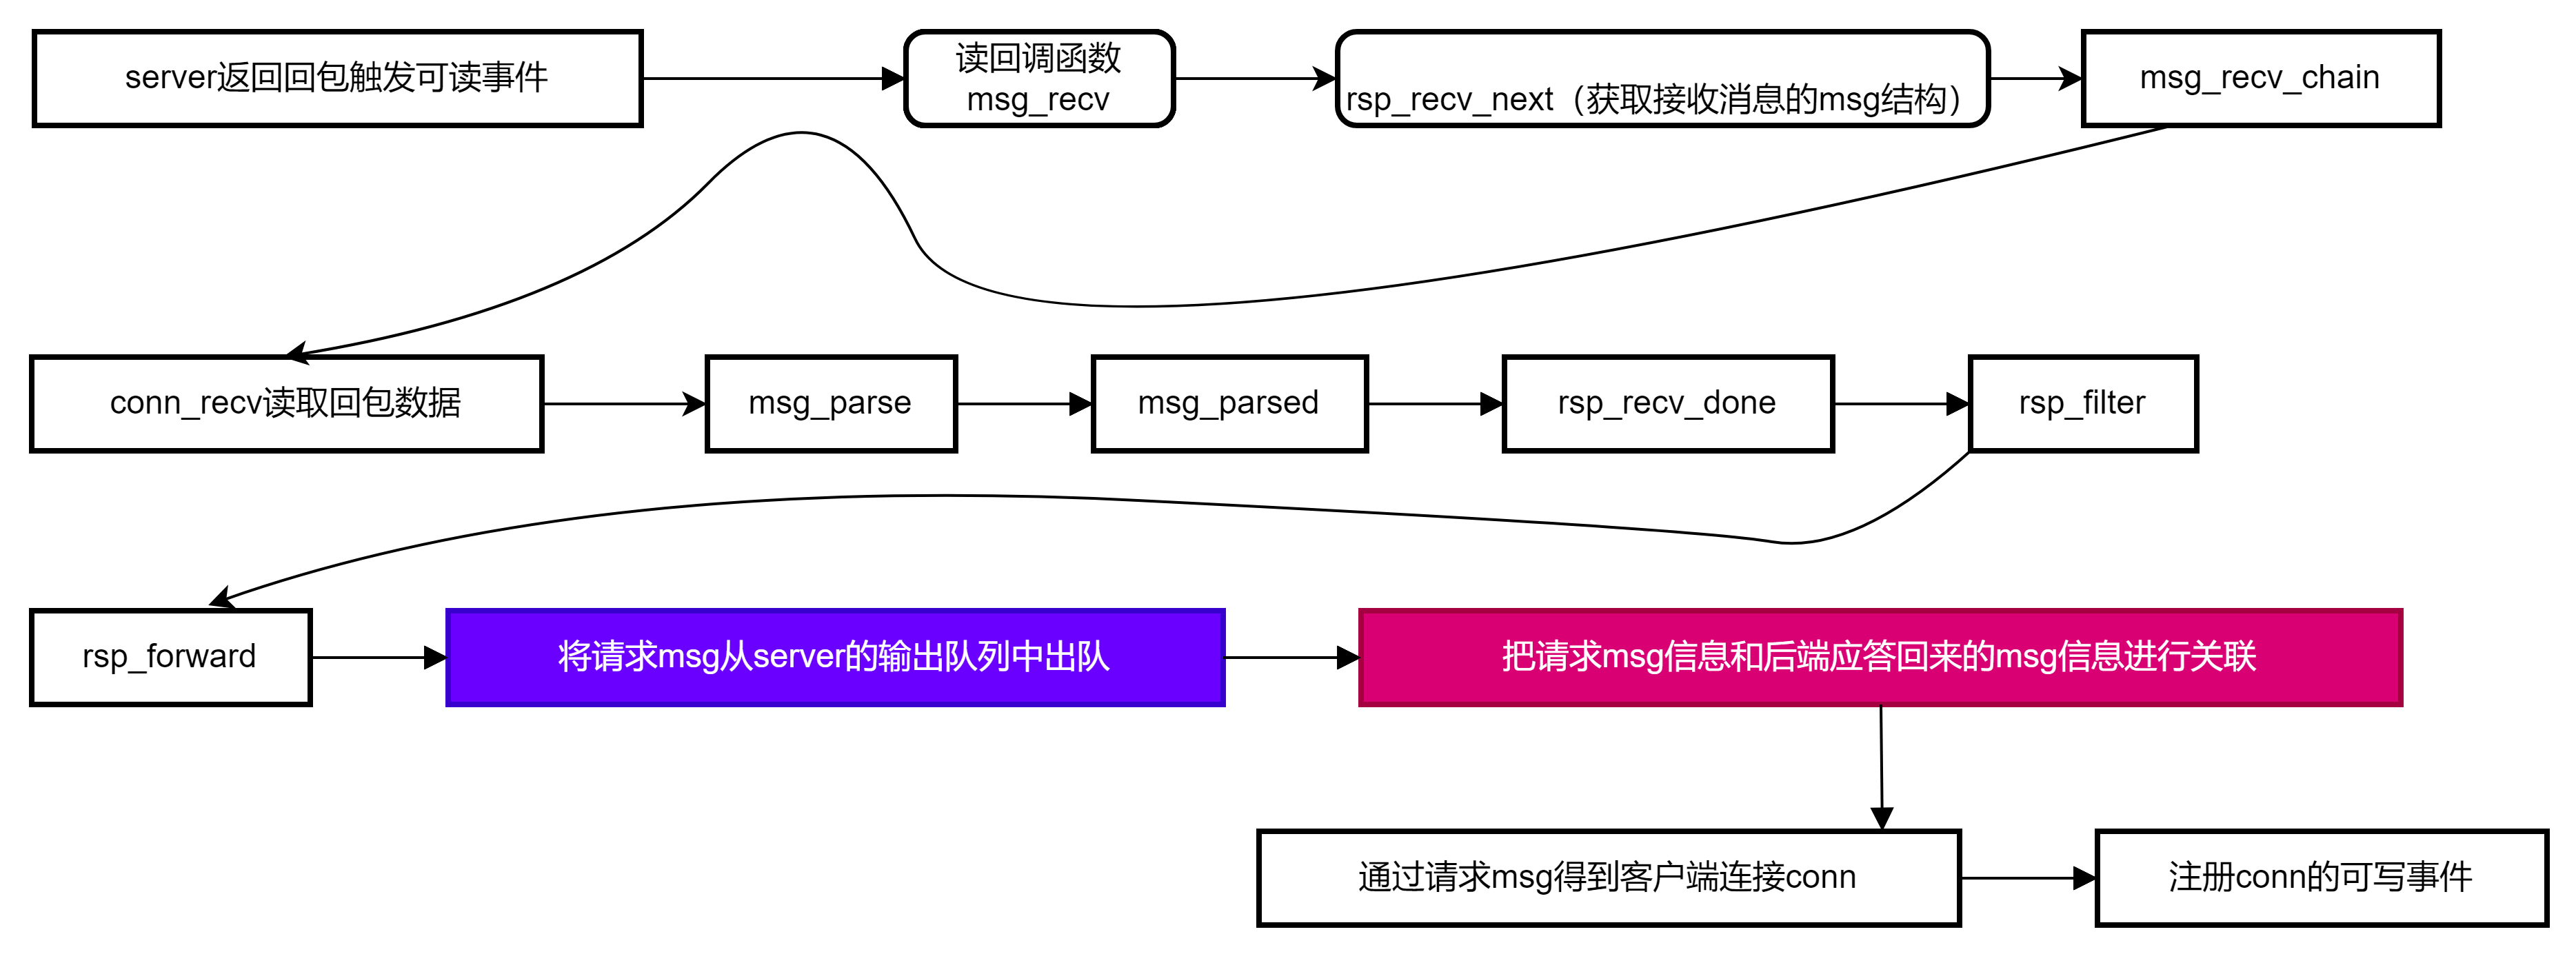 server返回回包触发可读事件
读回调函数
msg_recv
rsp_recv_next（获取接收消息的msg结构）
msg_recv_chain
conn_recv读取回包数据
msg_parse
msg_parsed
rsp_recv_done
rsp_filter
rsp_forward
将请求msg从server的输出队列中出队
把请求msg信息和后端应答回来的msg信息进行关联
通过请求msg得到客户端连接conn
注册conn的可写事件